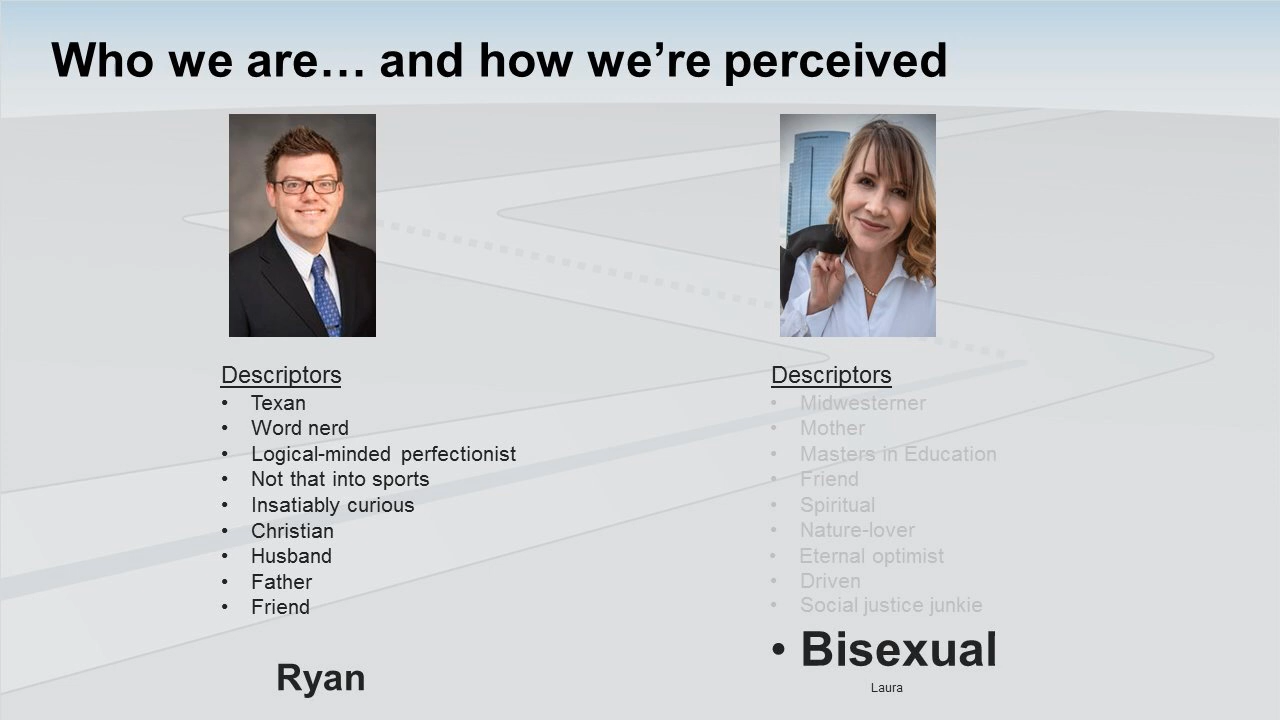 Who we are… and how we’re perceived
Descriptors
• Texan
• Word nerd
• Logical-minded perfectionist
• Not that into sports
• Insatiably curious
• Christian
• Husband
• Father
• Friend
Ryan
Descriptors
• Midwesterner
• Mother
• Masters in Education
• Friend
• Spiritual
• Nature-lover
• Eternal optimist
• Driven
• Social justice junkie
• Bisexual
Laura